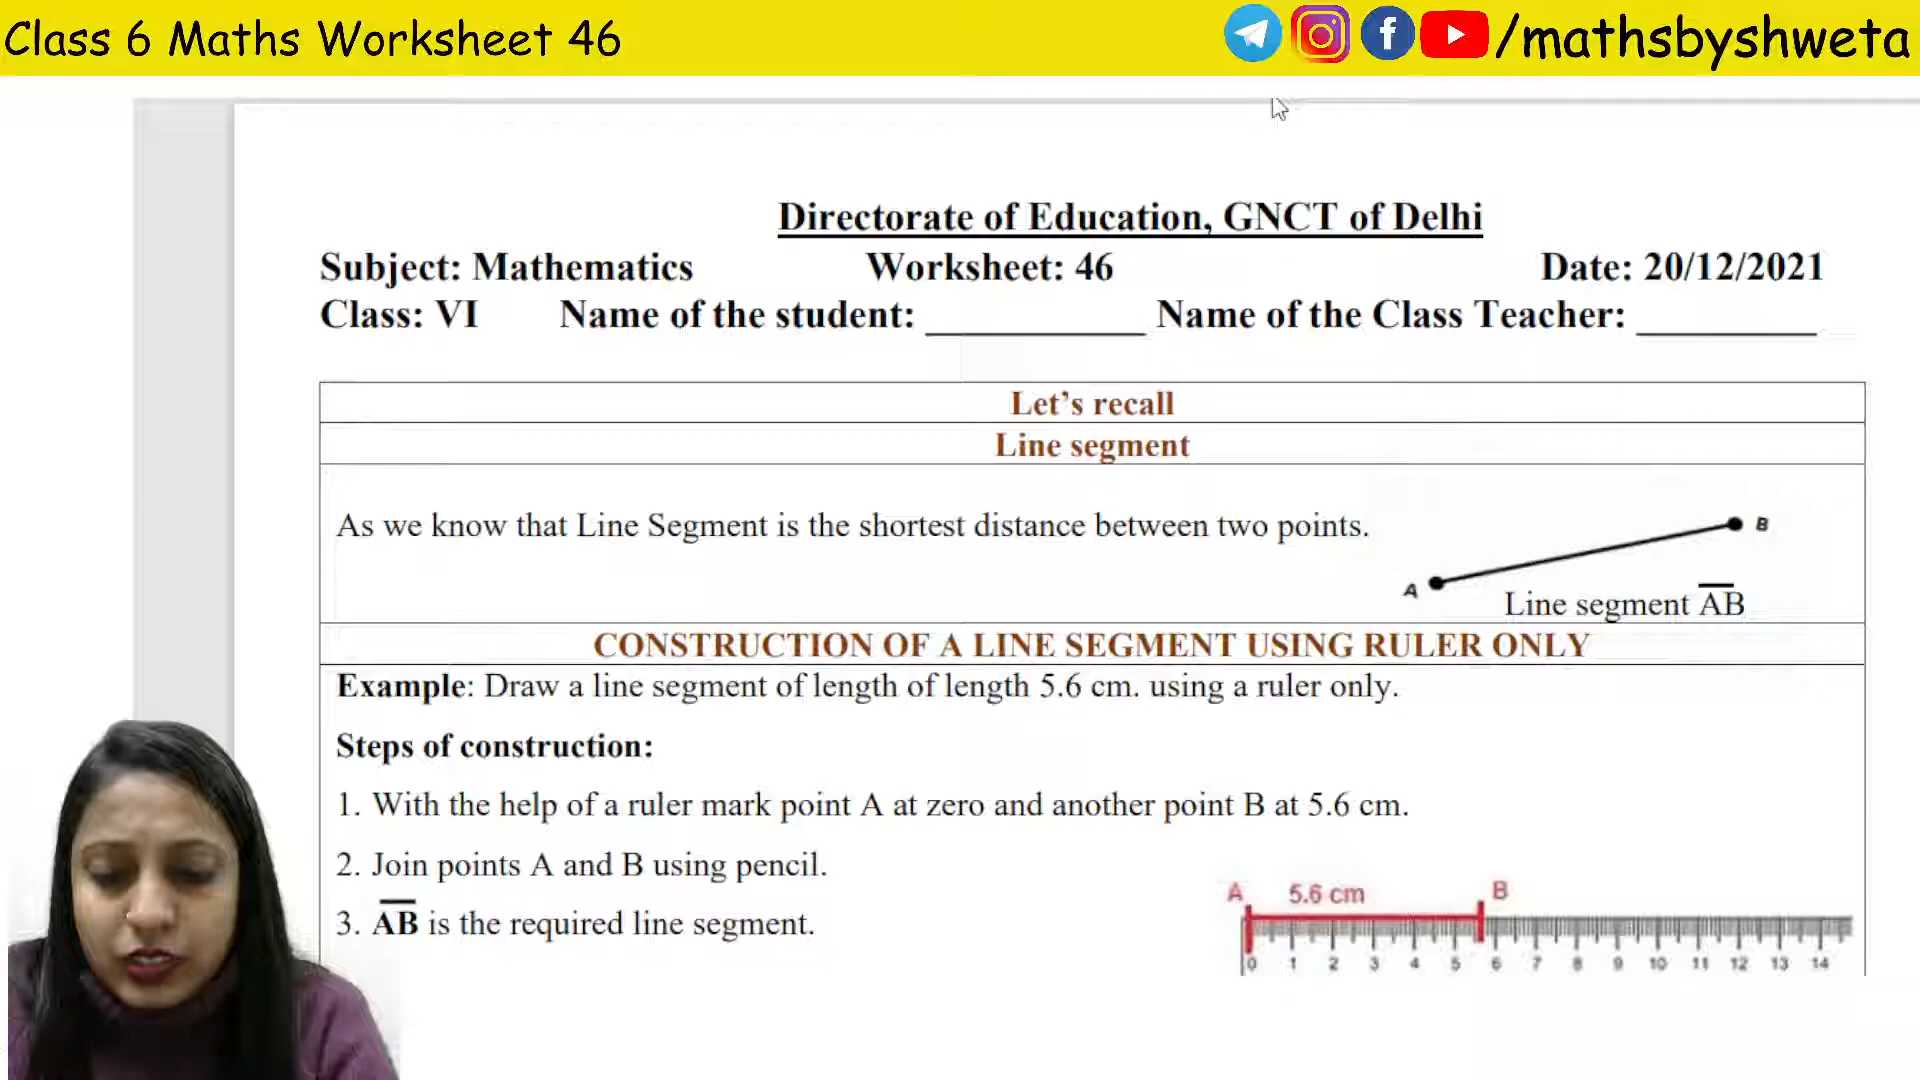 Class 6 Maths Worksheet 46
/mathsbyshweta
Directorate of Education, GNCT of Delhi
Subject: Mathematics Worksheet: 46 Date: 20/12/2021
Class: VI Name of the student: ___________ Name of the Class Teacher: _________
Let's recall
Line segment
As we know that Line Segment is the shortest distance between two points.
A B
Line segment A̅B̅
CONSTRUCTION OF A LINE SEGMENT USING RULER ONLY
Example: Draw a line segment of length of length 5.6 cm. using a ruler only.
Steps of construction:
1. With the help of a ruler mark point A at zero and another point B at 5.6 cm.
2. Join points A and B using pencil.
3. A̅B̅ is the required line segment.
A 5.6 cm B
0 1 2 3 4 5 6 7 8 9 10 11 12 13 14